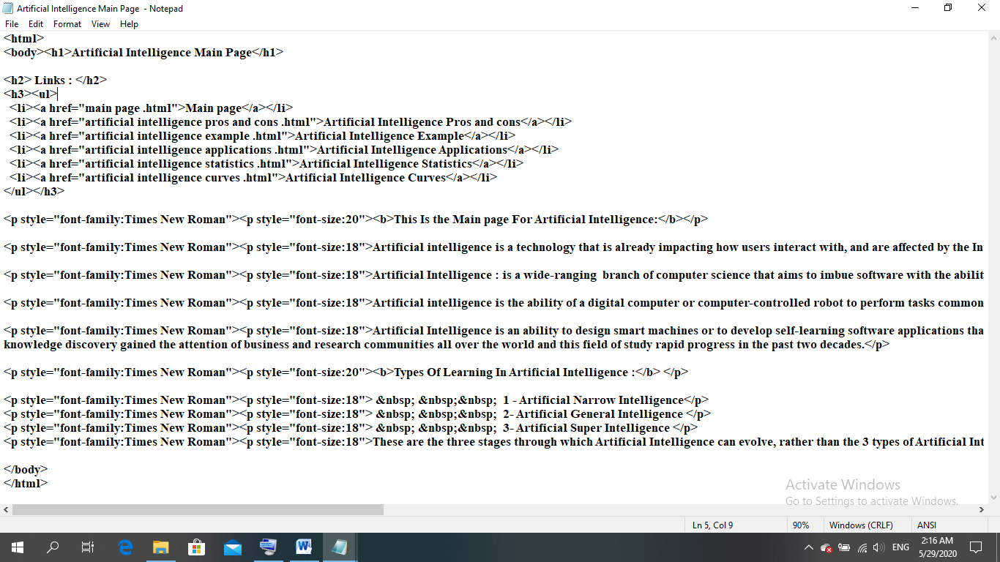 Artificial Intelligence Main Page - Notepad
File Edit Format View Help
<html>
<body><h1>Artificial Intelligence Main Page</h1>
<h2> Links : </h2>
<h3><ul>
<li><a href="main page .html">Main page</a></li>
<li><a href="artificial intelligence pros and cons .html">Artificial Intelligence Pros and cons</a></li>
<li><a href="artificial intelligence example .html">Artificial Intelligence Example</a></li>
<li><a href="artificial intelligence applications .html">Artificial Intelligence Applications</a></li>
<li><a href="artificial intelligence statistics .html">Artificial Intelligence Statistics</a></li>
<li><a href="artificial intelligence curves .html">Artificial Intelligence Curves</a></li>
</ul></h3>
<p style="font-family:Times New Roman"><p style="font-size:20"><b>This Is the Main page For Artificial Intelligence:</b></p>
<p style="font-family:Times New Roman"><p style="font-size:18">Artificial intelligence is a technology that is already impacting how users interact with, and are affected by the In
<p style="font-family:Times New Roman"><p style="font-size:18">Artificial Intelligence : is a wide-ranging  branch of computer science that aims to imbue software with the abilit
<p style="font-family:Times New Roman"><p style="font-size:18">Artificial intelligence is the ability of a digital computer or computer-controlled robot to perform tasks common
<p style="font-family:Times New Roman"><p style="font-size:18">Artificial Intelligence is an ability to design smart machines or to develop self-learning software applications tha
knowledge discovery gained the attention of business and research communities all over the world and this field of study rapid progress in the past two decades.</p>
<p style="font-family:Times New Roman"><p style="font-size:20"><b>Types Of Learning In Artificial Intelligence :</b> </p>
<p style="font-family:Times New Roman"><p style="font-size:18"> &nbsp; &nbsp;&nbsp;  1 - Artificial Narrow Intelligence</p>
<p style="font-family:Times New Roman"><p style="font-size:18"> &nbsp; &nbsp;&nbsp;  2- Artificial General Intelligence </p>
<p style="font-family:Times New Roman"><p style="font-size:18"> &nbsp; &nbsp;&nbsp;  3- Artificial Super Intelligence </p>
<p style="font-family:Times New Roman"><p style="font-size:18">These are the three stages through which Artificial Intelligence can evolve, rather than the 3 types of Artificial Int
</body>
</html>
Activate Windows
Go to Settings to activate Windows.
Ln 5, Col 9 90% Windows (CRLF) ANSI
ENG 2:16 AM
5/29/2020